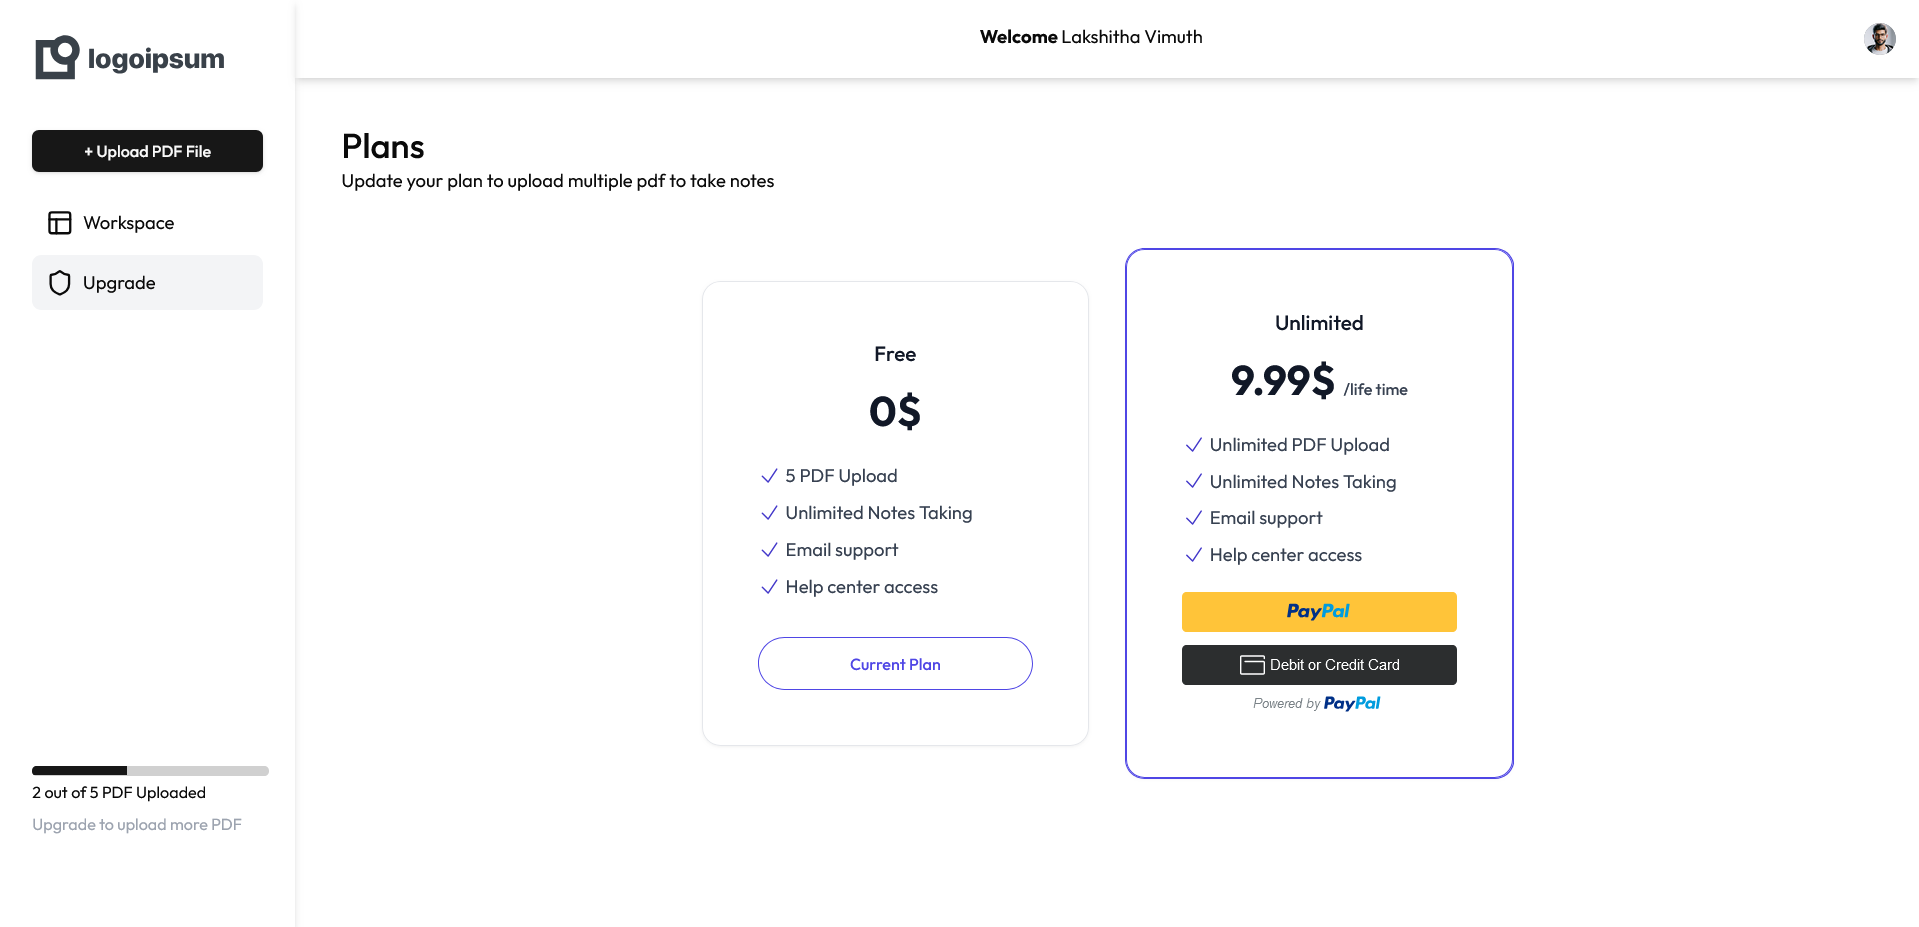 logoipsum
Welcome Lakshitha Vimuth
+ Upload PDF File
Workspace
Upgrade
2 out of 5 PDF Uploaded
Upgrade to upload more PDF
Plans
Update your plan to upload multiple pdf to take notes
Free
0$
5 PDF Upload
Unlimited Notes Taking
Email support
Help center access
Current Plan
Unlimited
9.99$ /life time
Unlimited PDF Upload
Unlimited Notes Taking
Email support
Help center access
PayPal
Debit or Credit Card
Powered by PayPal